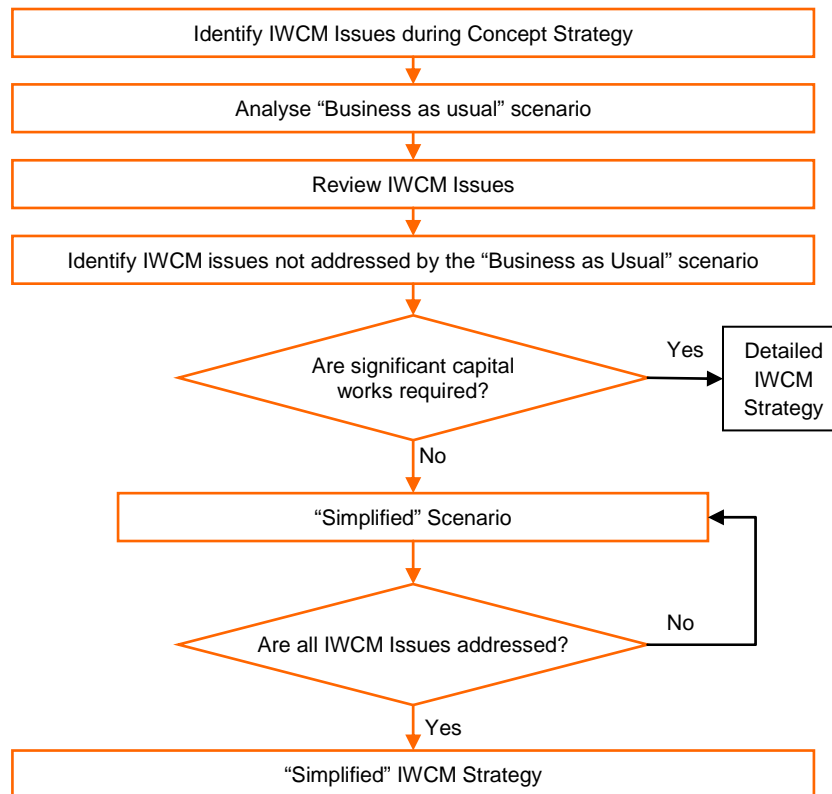 Identify IWCM Issues during Concept Strategy
Analyse “Business as usual” scenario
Review IWCM Issues
Identify IWCM issues not addressed by the “Business as Usual” scenario
Are significant capital
works required?
Yes
Detailed
IWCM
Strategy
No
“Simplified” Scenario
Are all IWCM Issues addressed?
No
Yes
“Simplified” IWCM Strategy